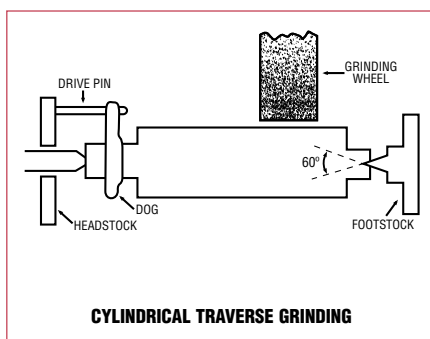 DRIVE PIN
GRINDING
WHEEL
60º
DOG
HEADSTOCK
FOOTSTOCK
CYLINDRICAL TRAVERSE GRINDING